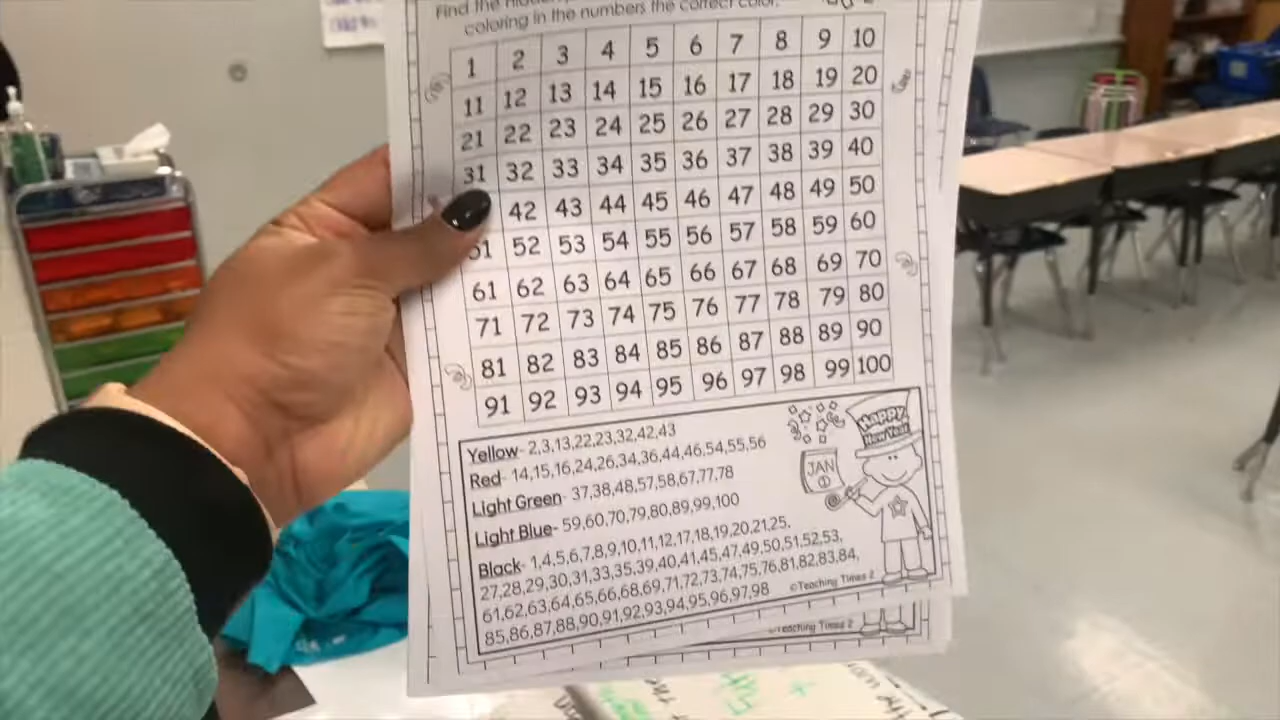 Find the hidden
coloring in the numbers the correct color.
1 2 3 4 5 6 7 8 9 10
11 12 13 14 15 16 17 18 19 20
21 22 23 24 25 26 27 28 29 30
31 32 33 34 35 36 37 38 39 40
42 43 44 45 46 47 48 49 50
51 52 53 54 55 56 57 58 59 60
61 62 63 64 65 66 67 68 69 70
71 72 73 74 75 76 77 78 79 80
81 82 83 84 85 86 87 88 89 90
91 92 93 94 95 96 97 98 99 100
Yellow- 2,3,13,22,23,32,42,43
Red- 14,15,16,24,26,34,36,44,46,54,55,56
Light Green- 37,38,48,57,58,67,77,78
Light Blue- 59,60,70,79,80,89,99,100
Black- 1,4,5,6,7,8,9,10,11,12,17,18,19,20,21,25,
27,28,29,30,31,33,35,39,40,41,45,47,49,50,51,52,53,
61,62,63,64,65,66,68,69,71,72,73,74,75,76,81,82,83,84,
85,86,87,88,90,91,92,93,94,95,96,97,98
HAPPY
New Year
JAN
1
©Teaching Times 2
Teaching Times 2